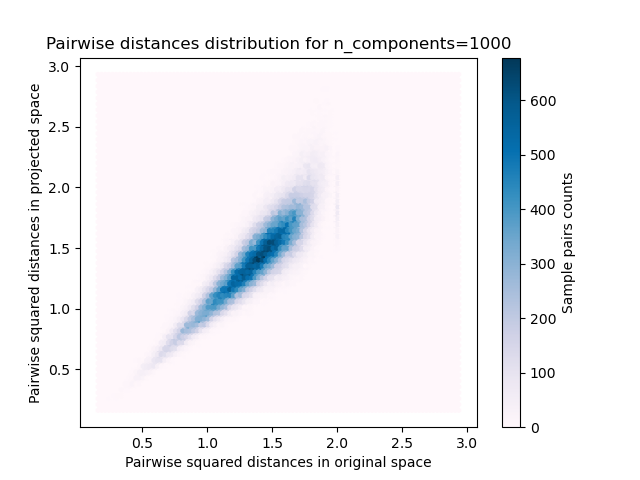 Pairwise distances distribution for n_components=1000
Pairwise squared distances in projected space
3.0
2.5
2.0
1.5
1.0
0.5
0.5 1.0 1.5 2.0 2.5 3.0
Pairwise squared distances in original space
600
500
400
300
200
100
0
Sample pairs counts